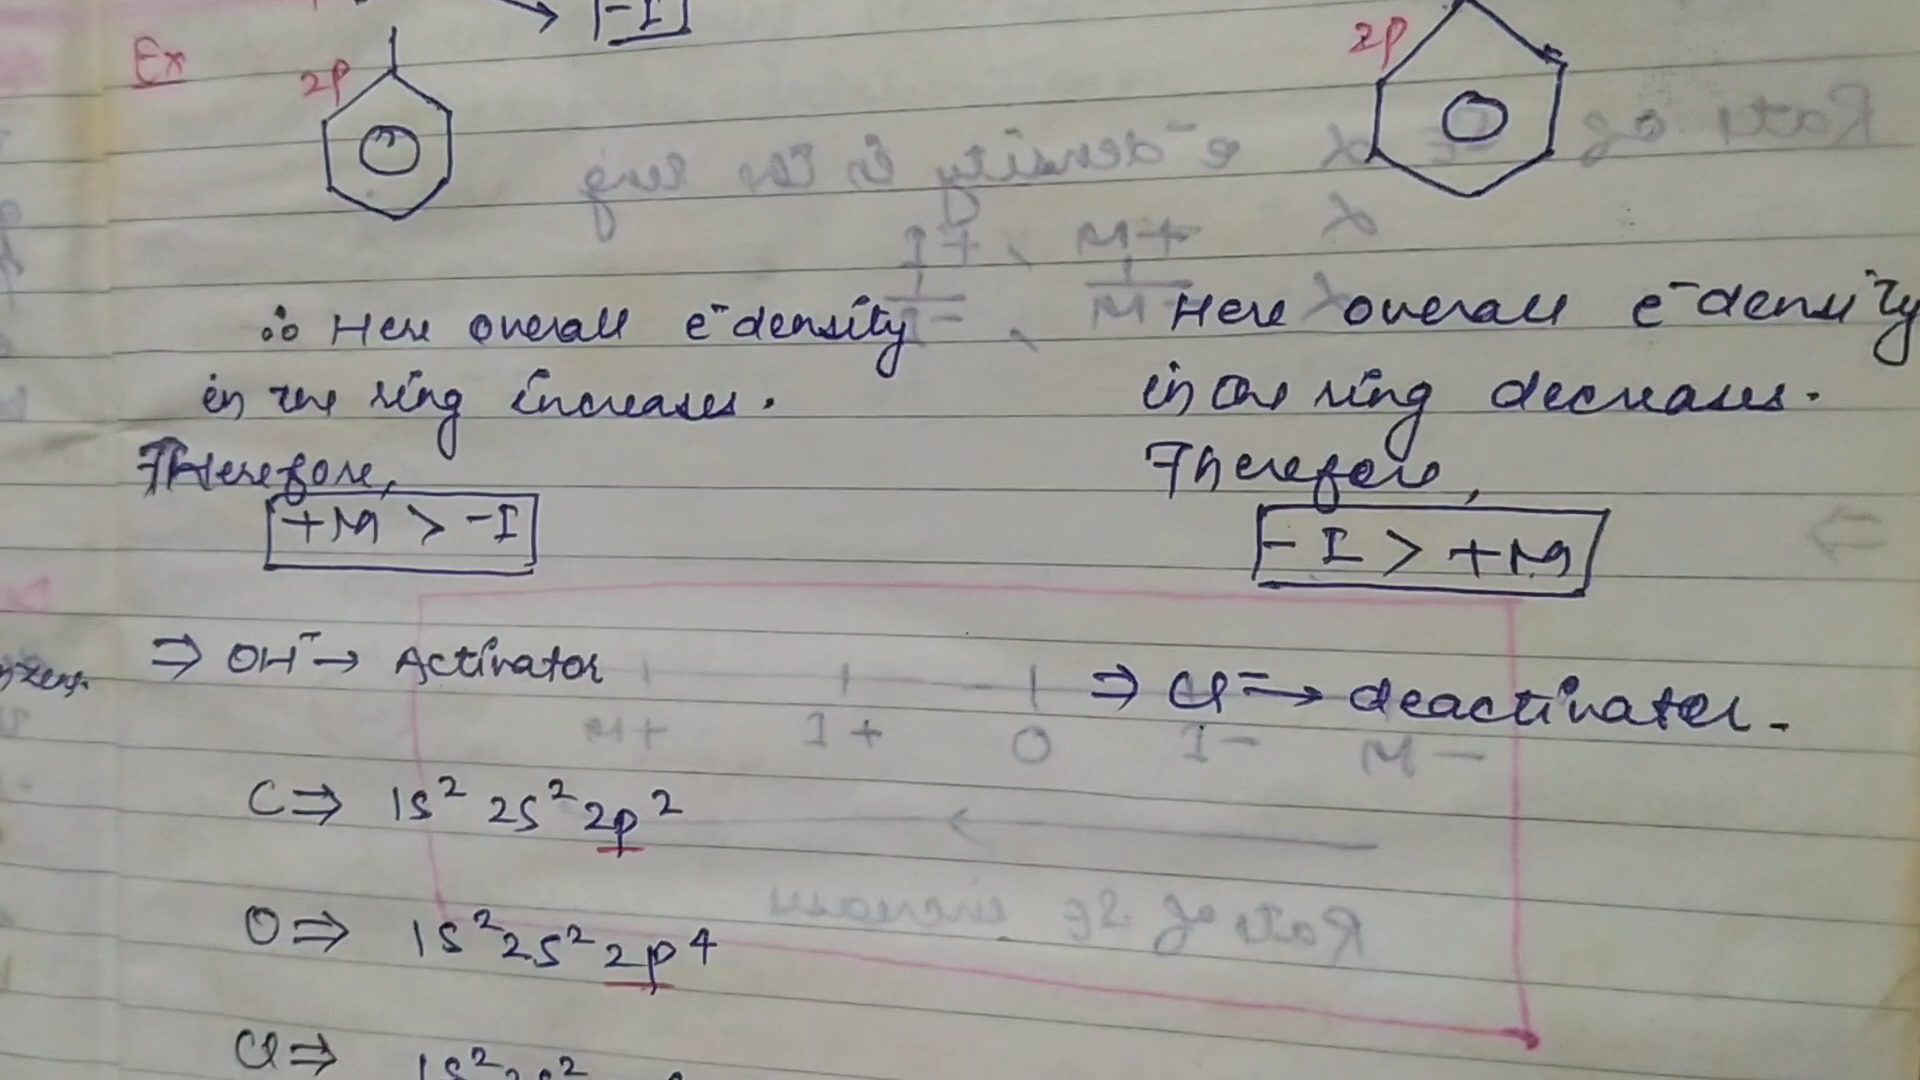 Ex
→ -I
2p
2p
∴ Here overall e⁻density
in the ring increases.
Therefore,
+M > -I
Here overall e⁻density
in the ring decreases.
Therefore,
-I > +M
⇒ OH⁻ → Activator
⇒ Cl⁻ → deactivator.
C ⇒ 1s² 2s² 2p²
O ⇒ 1s² 2s² 2p⁴
Cl ⇒ 1s²